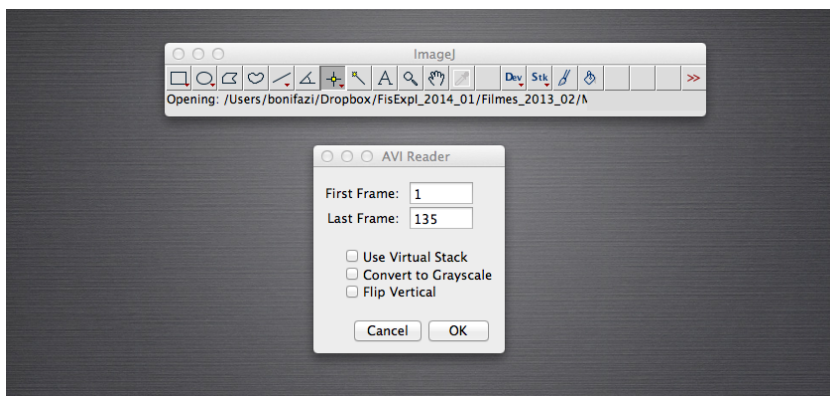 ImageJ
A Dev Stk >>
Opening: /Users/bonifazi/Dropbox/FisExpl_2014_01/Filmes_2013_02/
AVI Reader
First Frame: 1
Last Frame: 135
Use Virtual Stack
Convert to Grayscale
Flip Vertical
Cancel OK